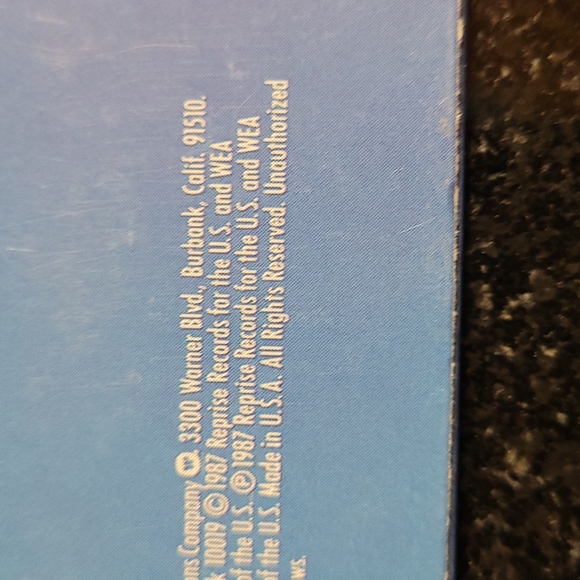 ns Company 3300 Warner Blvd., Burbank, Calif. 91510.
10019 © 1987 Reprise Records for the U.S. and WEA
of the U.S. ℗ 1987 Reprise Records for the U.S. and WEA
f the U.S. Made in U.S.A. All Rights Reserved. Unauthorized
ws.